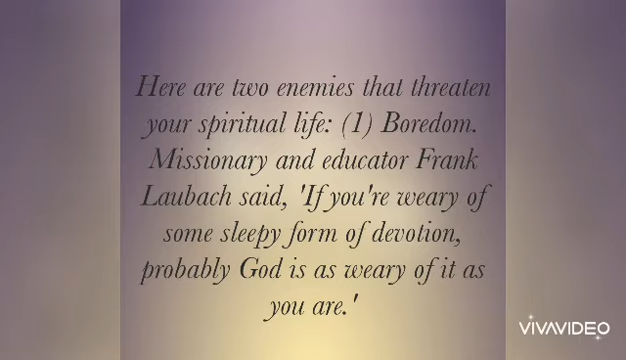 Here are two enemies that threaten
your spiritual life: (1) Boredom.
Missionary and educator Frank
Laubach said, 'If you're weary of
some sleepy form of devotion,
probably God is as weary of it as
you are.'
VIVAVIDEO